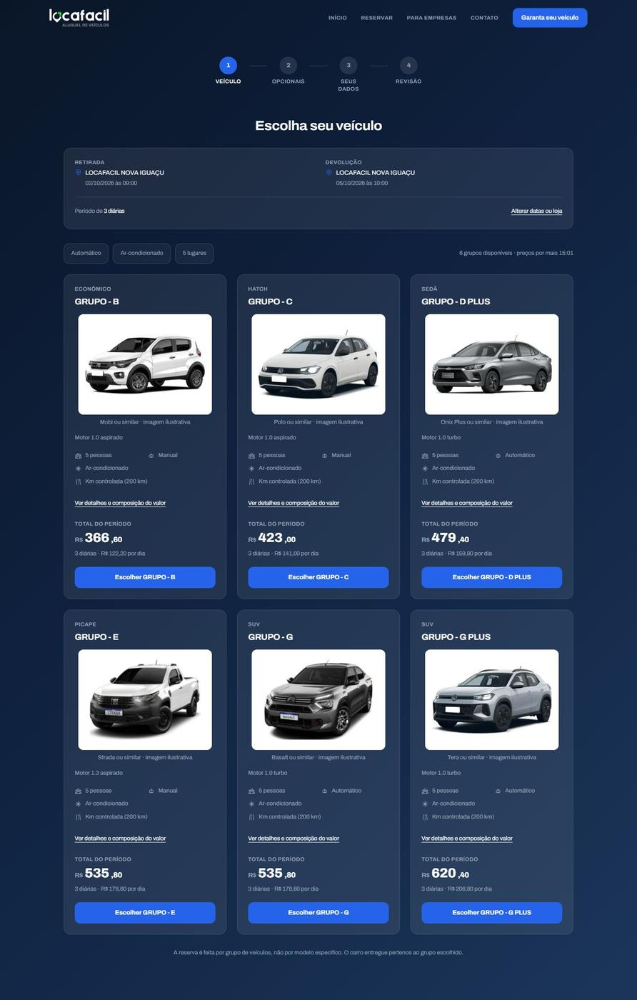 locafacil
ALUGUEL DE VEÍCULOS
INÍCIO RESERVAR PARA EMPRESAS CONTATO Garanta seu veículo
1 2 3 4
VEÍCULO OPCIONAIS SEUS DADOS REVISÃO
Escolha seu veículo
RETIRADA DEVOLUÇÃO
LOCAFACIL NOVA IGUAÇU LOCAFACIL NOVA IGUAÇU
02/10/2026 às 09:00 05/10/2026 às 10:00
Período de 3 diárias Alterar datas ou loja
Automático Ar-condicionado 5 lugares 6 grupos disponíveis · preços por mais 15:01
ECONÔMICO
GRUPO - B
Mobi ou similar · imagem ilustrativa
Motor 1.0 aspirado
5 pessoas Manual
Ar-condicionado
Km controlada (200 km)
Ver detalhes e composição do valor
TOTAL DO PERÍODO
R$ 366 ,60
3 diárias · R$ 122,20 por dia
Escolher GRUPO - B
HATCH
GRUPO - C
Polo ou similar · imagem ilustrativa
Motor 1.0 aspirado
5 pessoas Manual
Ar-condicionado
Km controlada (200 km)
Ver detalhes e composição do valor
TOTAL DO PERÍODO
R$ 423 ,00
3 diárias · R$ 141,00 por dia
Escolher GRUPO - C
SEDÃ
GRUPO - D PLUS
Onix Plus ou similar · imagem ilustrativa
Motor 1.0 turbo
5 pessoas Automático
Ar-condicionado
Km controlada (200 km)
Ver detalhes e composição do valor
TOTAL DO PERÍODO
R$ 479 ,40
3 diárias · R$ 159,80 por dia
Escolher GRUPO - D PLUS
PICAPE
GRUPO - E
STRADA
Strada ou similar · imagem ilustrativa
Motor 1.3 aspirado
5 pessoas Manual
Ar-condicionado
Km controlada (200 km)
Ver detalhes e composição do valor
TOTAL DO PERÍODO
R$ 535 ,80
3 diárias · R$ 178,60 por dia
Escolher GRUPO - E
SUV
GRUPO - G
BASALT
Basalt ou similar · imagem ilustrativa
Motor 1.0 turbo
5 pessoas Automático
Ar-condicionado
Km controlada (200 km)
Ver detalhes e composição do valor
TOTAL DO PERÍODO
R$ 535 ,80
3 diárias · R$ 178,60 por dia
Escolher GRUPO - G
SUV
GRUPO - G PLUS
Tera ou similar · imagem ilustrativa
Motor 1.0 turbo
5 pessoas Automático
Ar-condicionado
Km controlada (200 km)
Ver detalhes e composição do valor
TOTAL DO PERÍODO
R$ 620 ,40
3 diárias · R$ 206,80 por dia
Escolher GRUPO - G PLUS
A reserva é feita por grupo de veículos, não por modelo específico. O carro entregue pertence ao grupo escolhido.